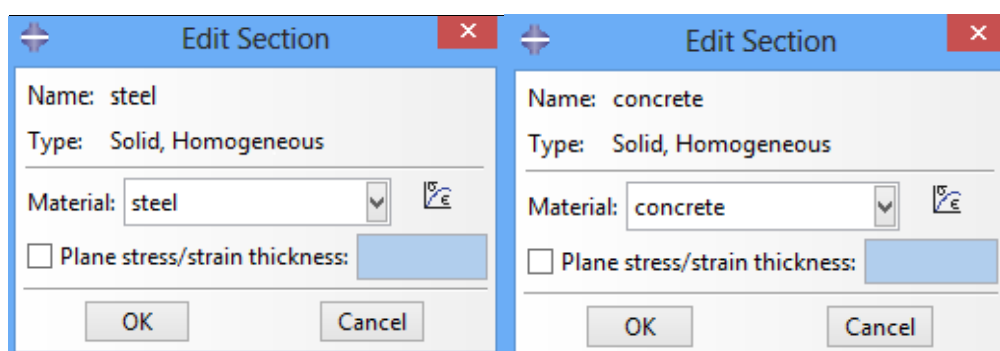 Edit Section
Name: steel
Type: Solid, Homogeneous
Material: steel
Plane stress/strain thickness:
OK Cancel
Edit Section
Name: concrete
Type: Solid, Homogeneous
Material: concrete
Plane stress/strain thickness:
OK Cancel